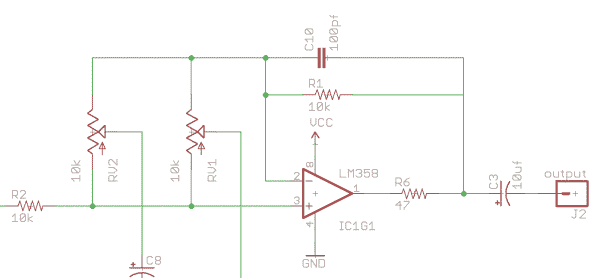 C10
100pf
R1
10k
VCC
10k
RV2
10k
RV1
8
LM358
2
3
1
4
IC1G1
R6
47
C3
10uf
output
J2
R2
10k
GND
C8